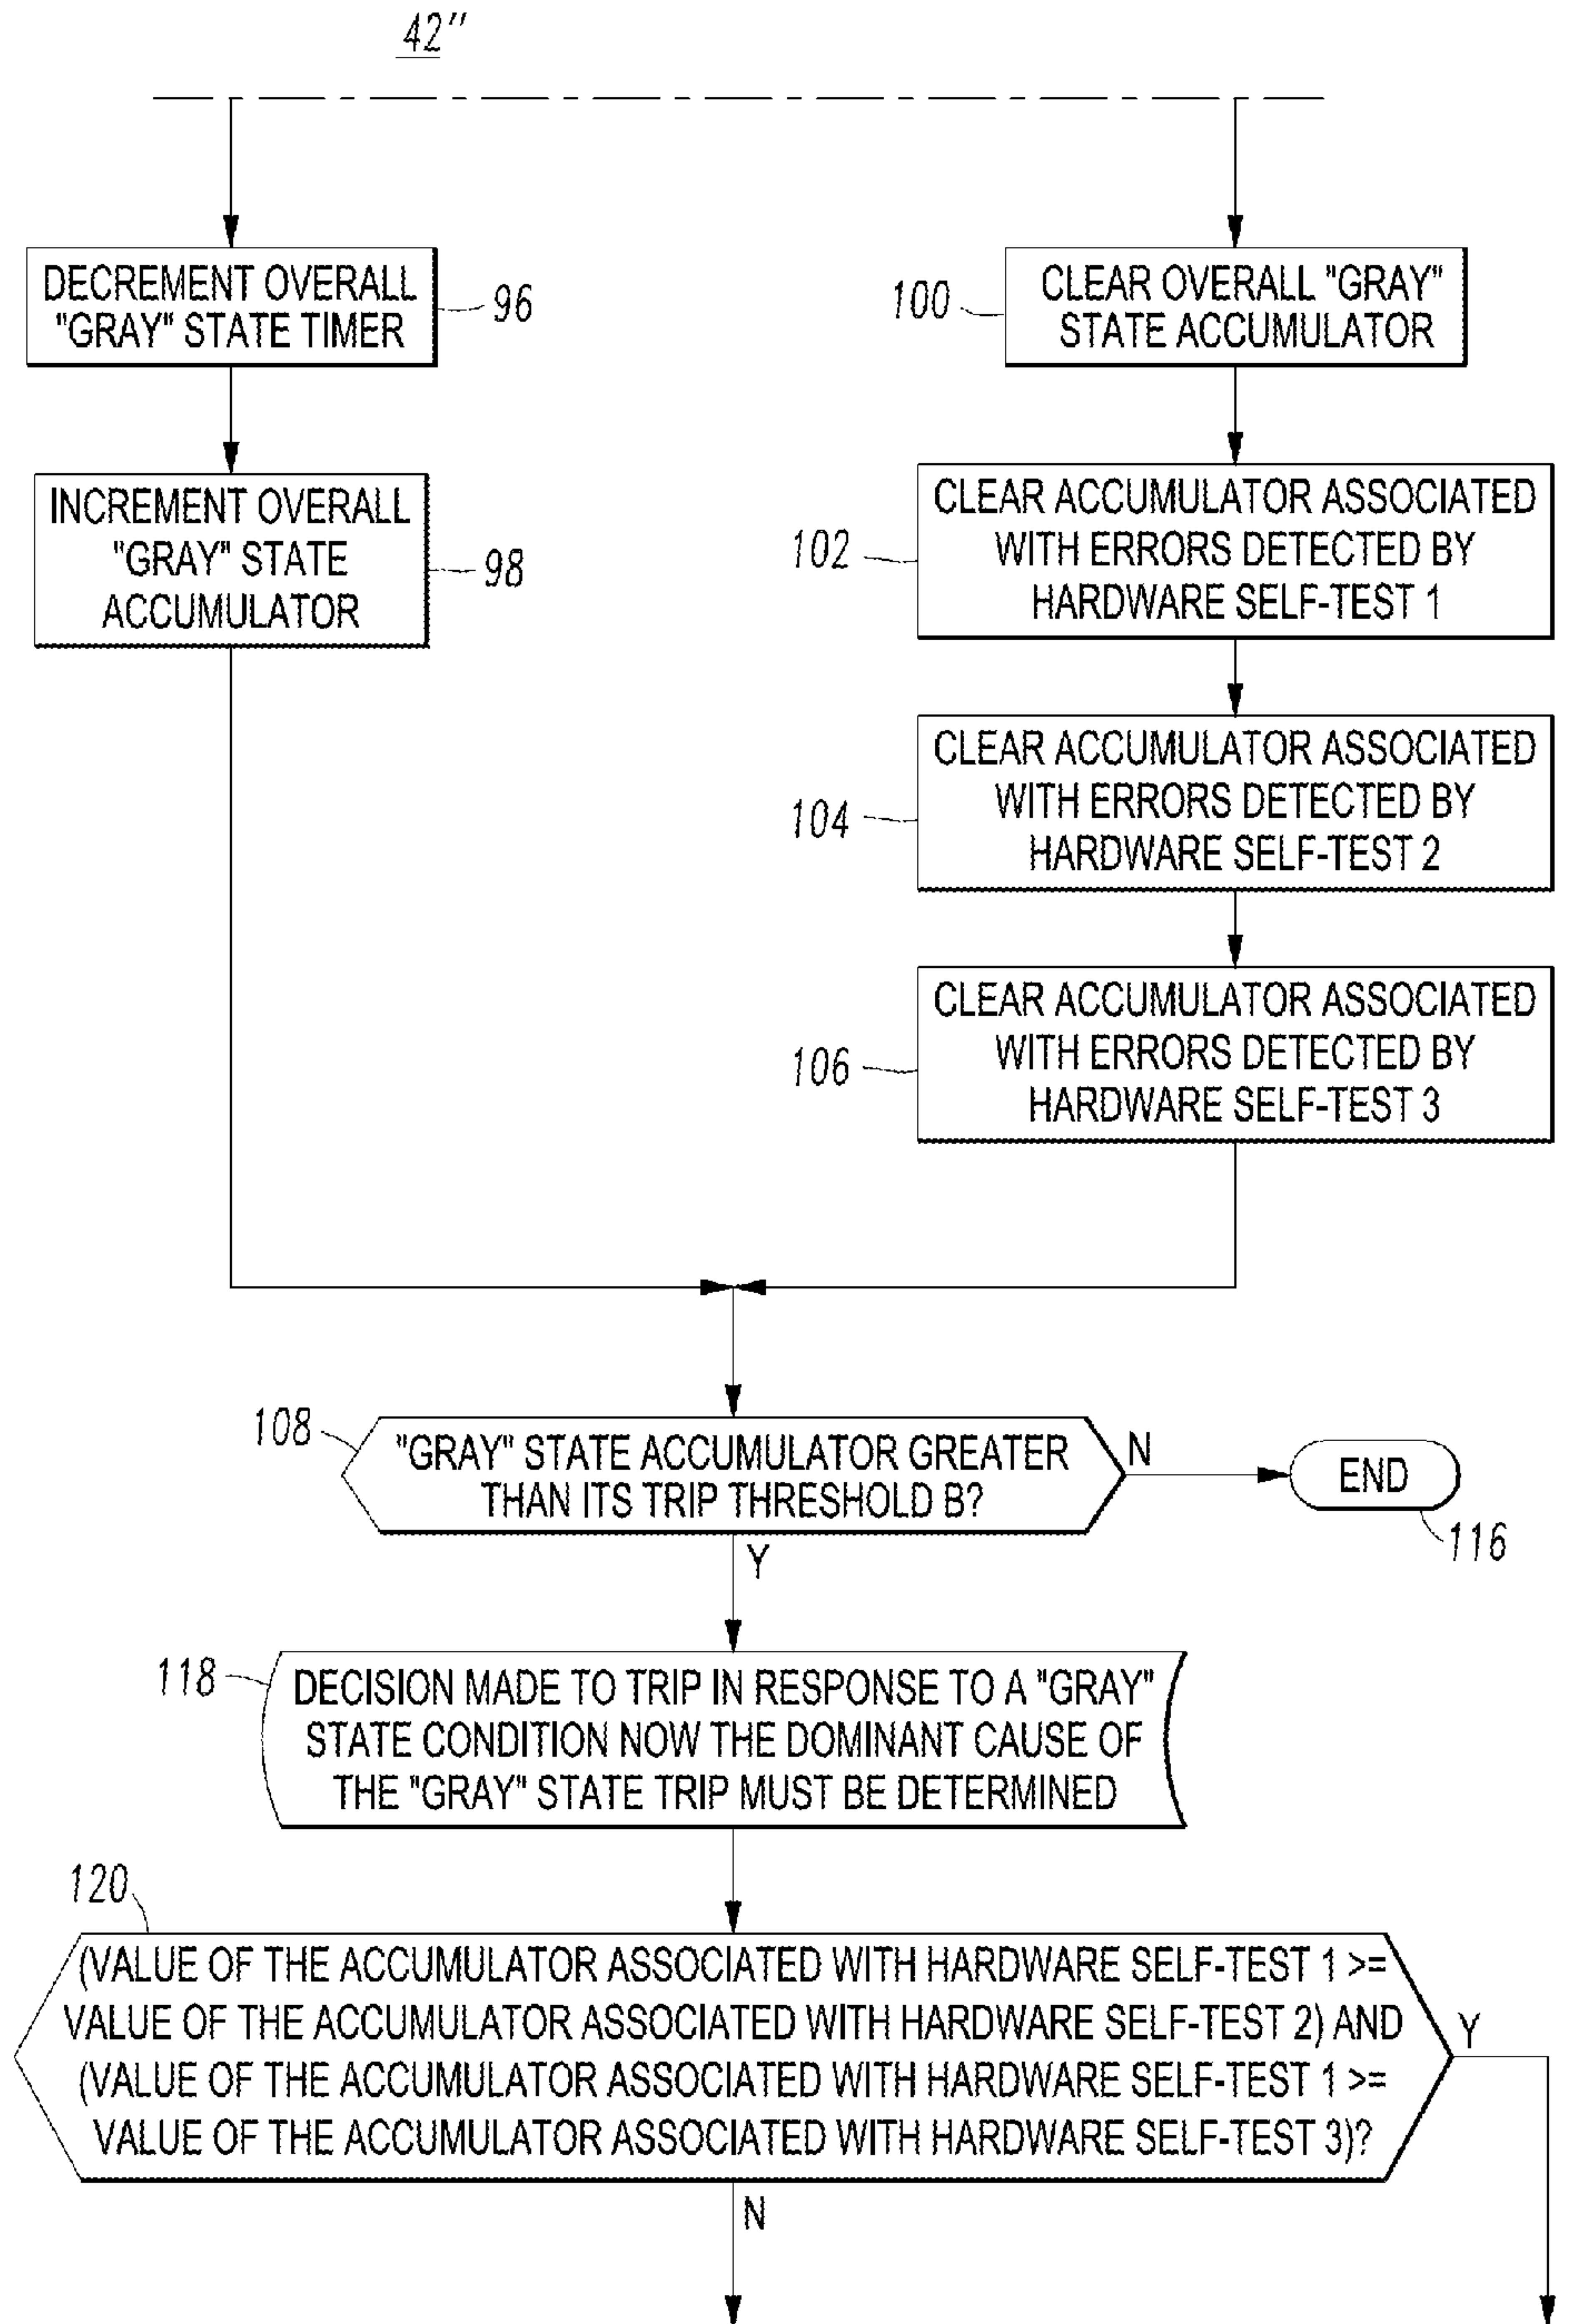 42"
DECREMENT OVERALL
"GRAY" STATE TIMER
96
INCREMENT OVERALL
"GRAY" STATE
ACCUMULATOR
98
100
CLEAR OVERALL "GRAY"
STATE ACCUMULATOR
102
CLEAR ACCUMULATOR ASSOCIATED
WITH ERRORS DETECTED BY
HARDWARE SELF-TEST 1
104
CLEAR ACCUMULATOR ASSOCIATED
WITH ERRORS DETECTED BY
HARDWARE SELF-TEST 2
106
CLEAR ACCUMULATOR ASSOCIATED
WITH ERRORS DETECTED BY
HARDWARE SELF-TEST 3
108
"GRAY" STATE ACCUMULATOR GREATER
THAN ITS TRIP THRESHOLD B?
N
END
116
Y
118
DECISION MADE TO TRIP IN RESPONSE TO A "GRAY"
STATE CONDITION NOW THE DOMINANT CAUSE OF
THE "GRAY" STATE TRIP MUST BE DETERMINED
120
(VALUE OF THE ACCUMULATOR ASSOCIATED WITH HARDWARE SELF-TEST 1 >=
VALUE OF THE ACCUMULATOR ASSOCIATED WITH HARDWARE SELF-TEST 2) AND
(VALUE OF THE ACCUMULATOR ASSOCIATED WITH HARDWARE SELF-TEST 1 >=
VALUE OF THE ACCUMULATOR ASSOCIATED WITH HARDWARE SELF-TEST 3)?
Y
N